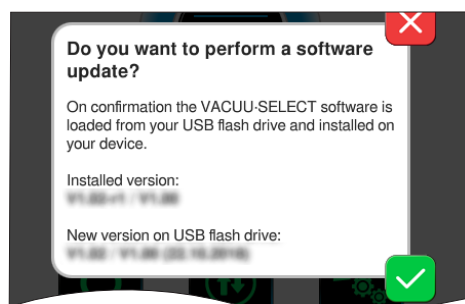 Do you want to perform a software
update?
On confirmation the VACUU·SELECT software is
loaded from your USB flash drive and installed on
your device.
Installed version:
New version on USB flash drive: